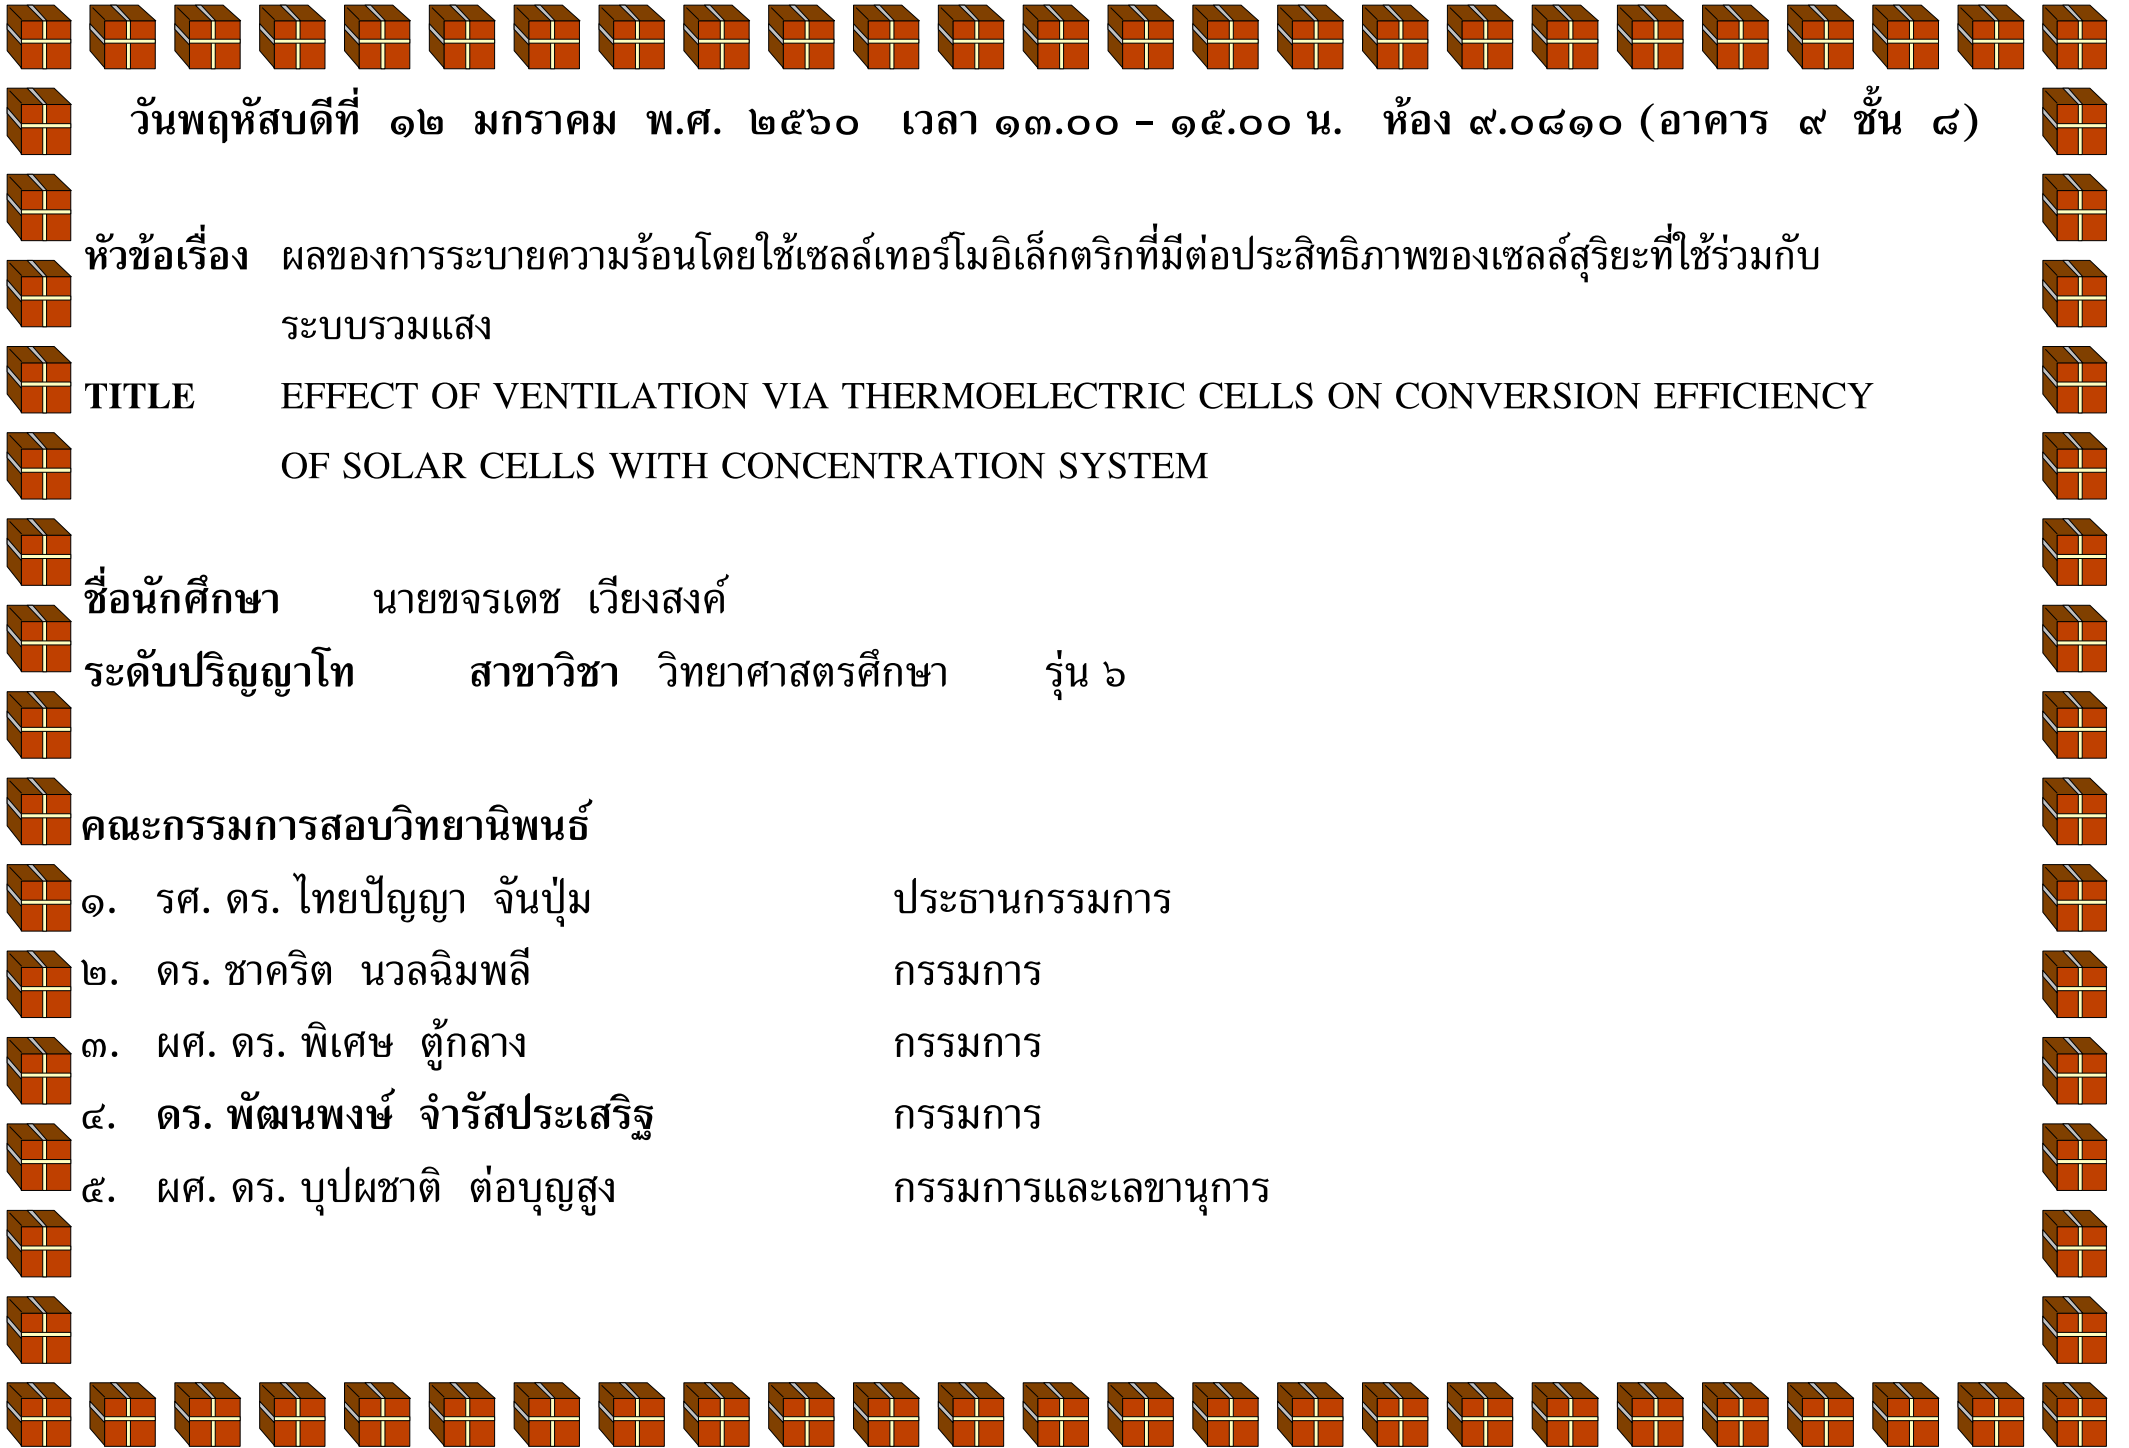 วันพฤหัสบดีที่ ๑๒ มกราคม พ.ศ. ๒๕๖๐ เวลา ๑๓.๐๐ - ๑๕.๐๐ น. ห้อง ๙.๐๘๑๐ (อาคาร ๙ ชั้น ๘)
หัวข้อเรื่อง ผลของการระบายความร้อนโดยใช้เซลล์เทอร์โมอิเล็กตริกที่มีต่อประสิทธิภาพของเซลล์สุริยะที่ใช้ร่วมกับ
ระบบรวมแสง
TITLE EFFECT OF VENTILATION VIA THERMOELECTRIC CELLS ON CONVERSION EFFICIENCY
OF SOLAR CELLS WITH CONCENTRATION SYSTEM
ชื่อนักศึกษา นายขจรเดช เวียงสงค์
ระดับปริญญาโท สาขาวิชา วิทยาศาสตรศึกษา รุ่น ๖
คณะกรรมการสอบวิทยานิพนธ์
๑. รศ. ดร. ไทยปัญญา จันปุ่ม ประธานกรรมการ
๒. ดร. ชาคริต นวลฉิมพลี กรรมการ
๓. ผศ. ดร. พิเศษ ตู้กลาง กรรมการ
๔. ดร. พัฒนพงษ์ จำรัสประเสริฐ กรรมการ
๕. ผศ. ดร. บุปผชาติ ต่อบุญสูง กรรมการและเลขานุการ